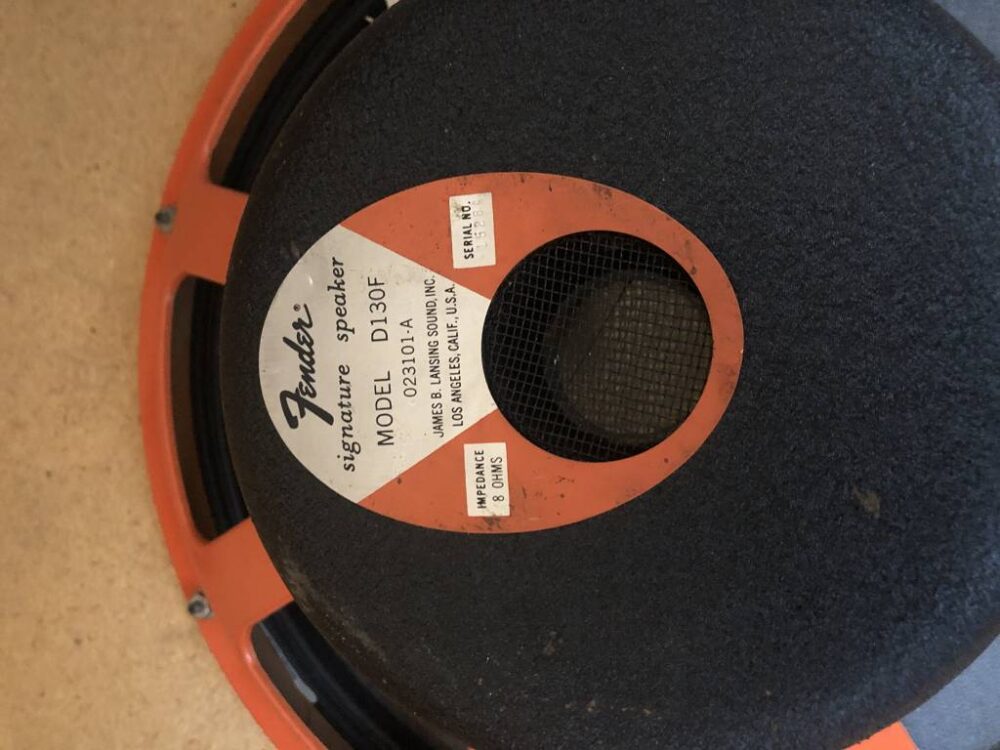 Fender®
signature speaker
MODEL D130F
023101-A
JAMES B. LANSING SOUND, INC.
LOS ANGELES, CALIF., U.S.A.
SERIAL NO.
IMPEDANCE
8 OHMS